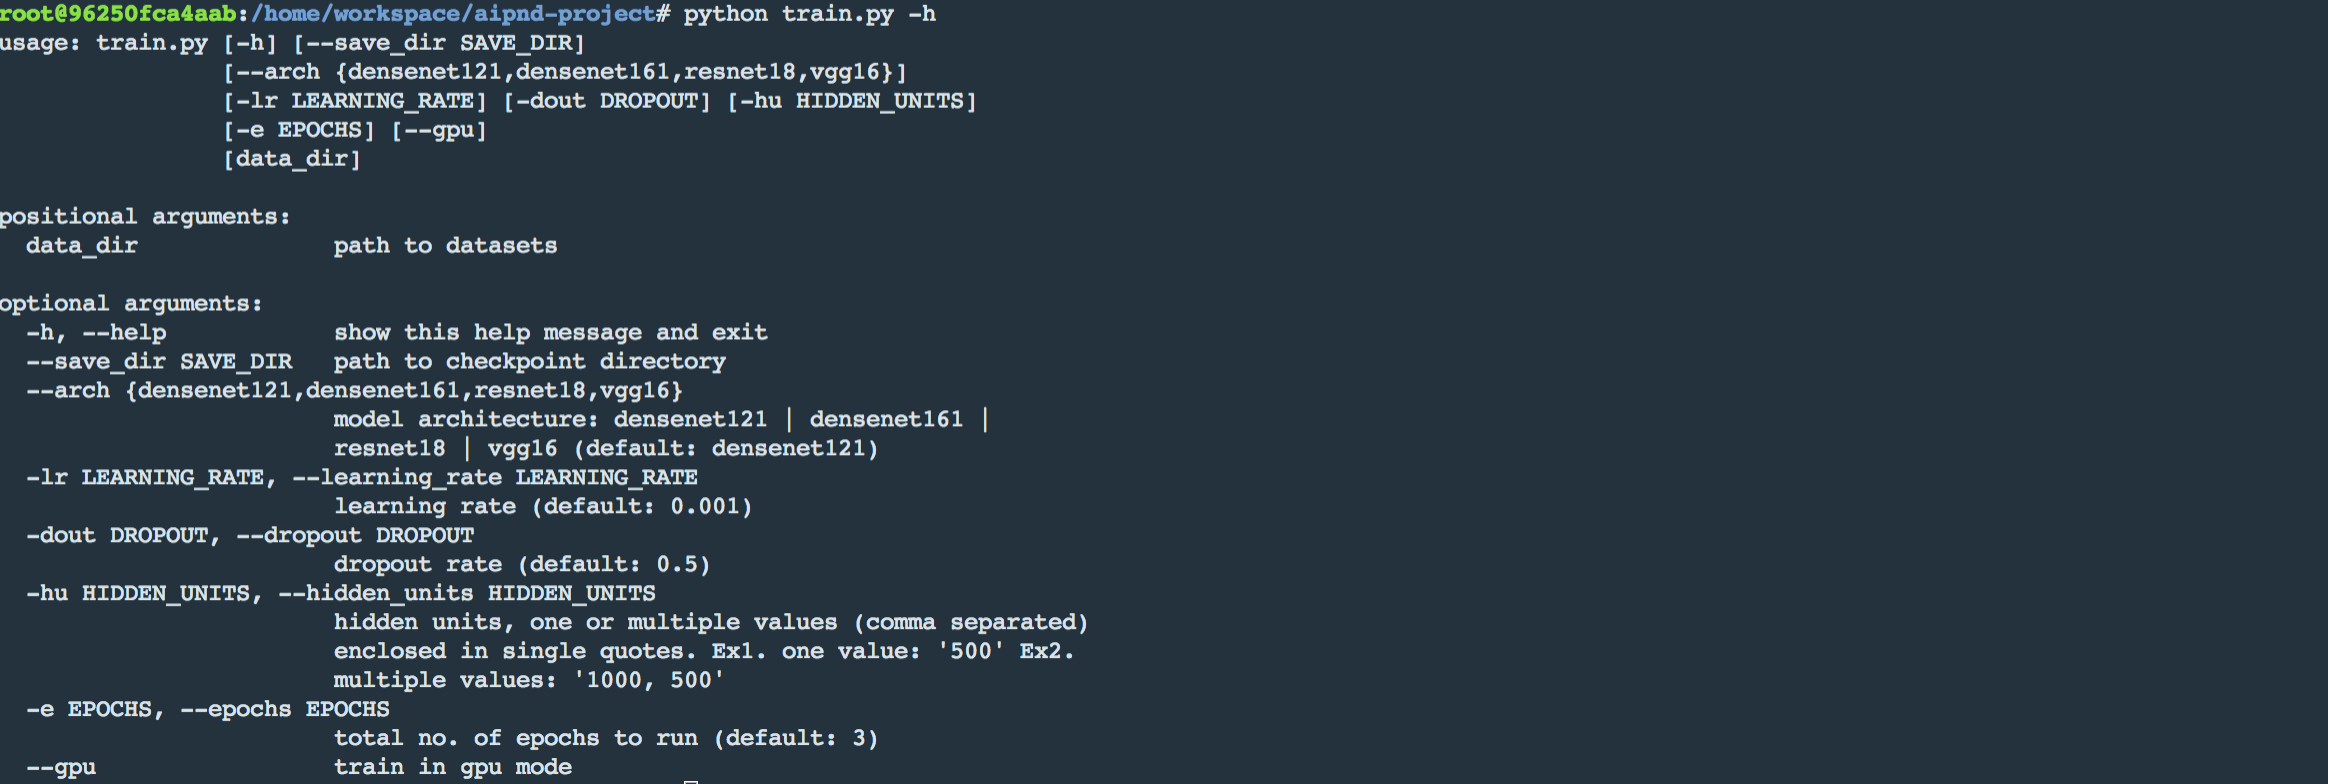 root@96250fca4aab:/home/workspace/aipnd-project# python train.py -h
usage: train.py [-h] [--save_dir SAVE_DIR]
                [--arch {densenet121,densenet161,resnet18,vgg16}]
                [-lr LEARNING_RATE] [-dout DROPOUT] [-hu HIDDEN_UNITS]
                [-e EPOCHS] [--gpu]
                [data_dir]

positional arguments:
  data_dir              path to datasets

optional arguments:
  -h, --help            show this help message and exit
  --save_dir SAVE_DIR   path to checkpoint directory
  --arch {densenet121,densenet161,resnet18,vgg16}
                        model architecture: densenet121 | densenet161 |
                        resnet18 | vgg16 (default: densenet121)
  -lr LEARNING_RATE, --learning_rate LEARNING_RATE
                        learning rate (default: 0.001)
  -dout DROPOUT, --dropout DROPOUT
                        dropout rate (default: 0.5)
  -hu HIDDEN_UNITS, --hidden_units HIDDEN_UNITS
                        hidden units, one or multiple values (comma separated)
                        enclosed in single quotes. Ex1. one value: '500' Ex2.
                        multiple values: '1000, 500'
  -e EPOCHS, --epochs EPOCHS
                        total no. of epochs to run (default: 3)
  --gpu                 train in gpu mode